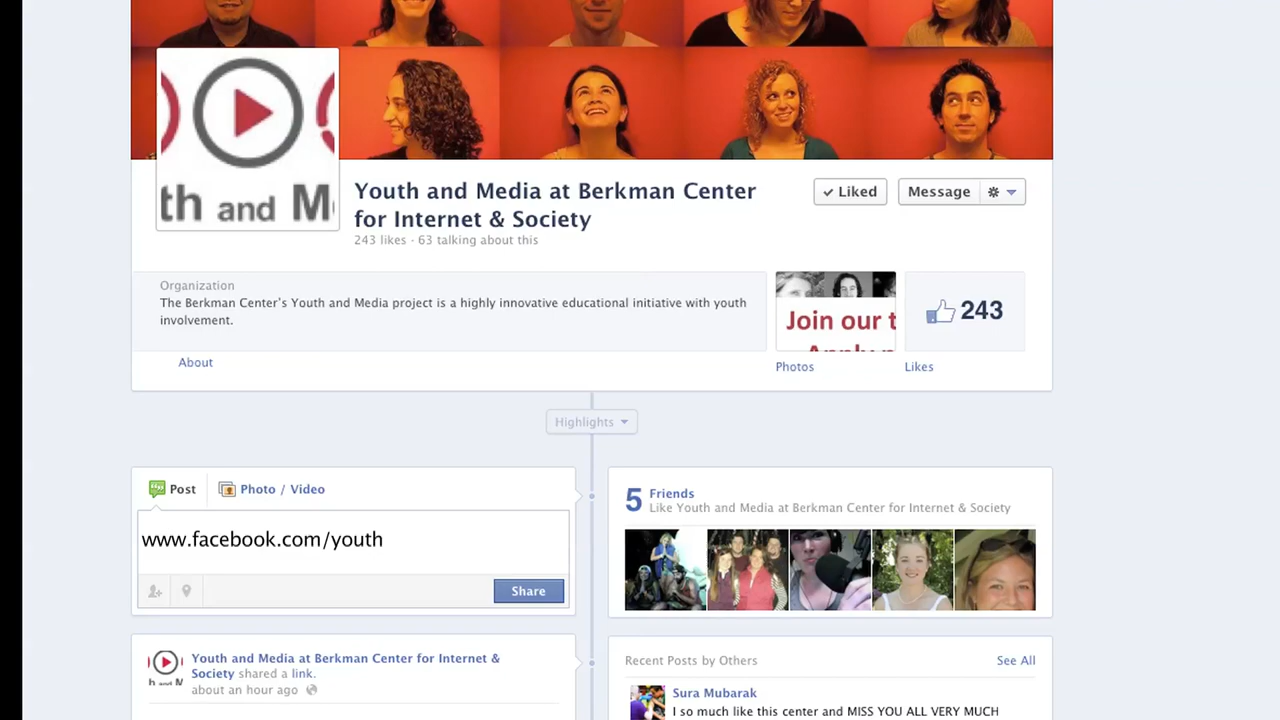 th and M
Youth and Media at Berkman Center
for Internet & Society
243 likes · 63 talking about this
✓ Liked
Message
Organization
The Berkman Center's Youth and Media project is a highly innovative educational initiative with youth
involvement.
About
Join our t
Photos
243
Likes
Highlights
Post
Photo / Video
www.facebook.com/youth
Share
5 Friends
Like Youth and Media at Berkman Center for Internet & Society
Youth and Media at Berkman Center for Internet &
Society shared a link.
about an hour ago
h and M
Recent Posts by Others
See All
Sura Mubarak
I so much like this center and MISS YOU ALL VERY MUCH